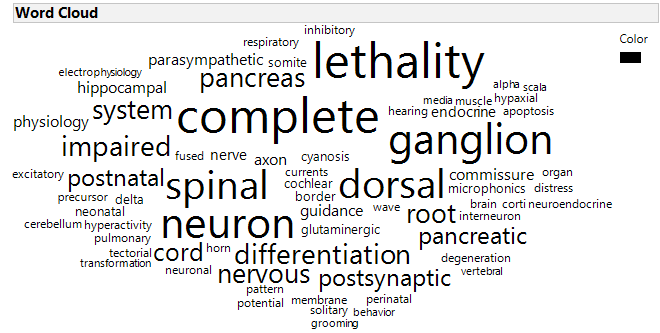 Word Cloud
inhibitory
Color
respiratory
lethality
parasympathetic somite
electrophysiology
pancreas
hippocampal
alpha scala
media muscle hypaxial
system
complete
hearing endocrine apoptosis
physiology
ganglion
impaired
fused nerve axon cyanosis
excitatory
postnatal
spinal
currents
cochlear
dorsal
commissure organ
microphonics distress
precursor delta
border
neonatal
guidance wave
root
brain corti neuroendocrine
interneuron
cerebellum hyperactivity
neuron
glutaminergic
pancreatic
pulmonary
tectorial
cord horn
differentiation
degeneration
transformation
neuronal
nervous
postsynaptic
vertebral
pattern
potential
membrane perinatal
solitary behavior
grooming